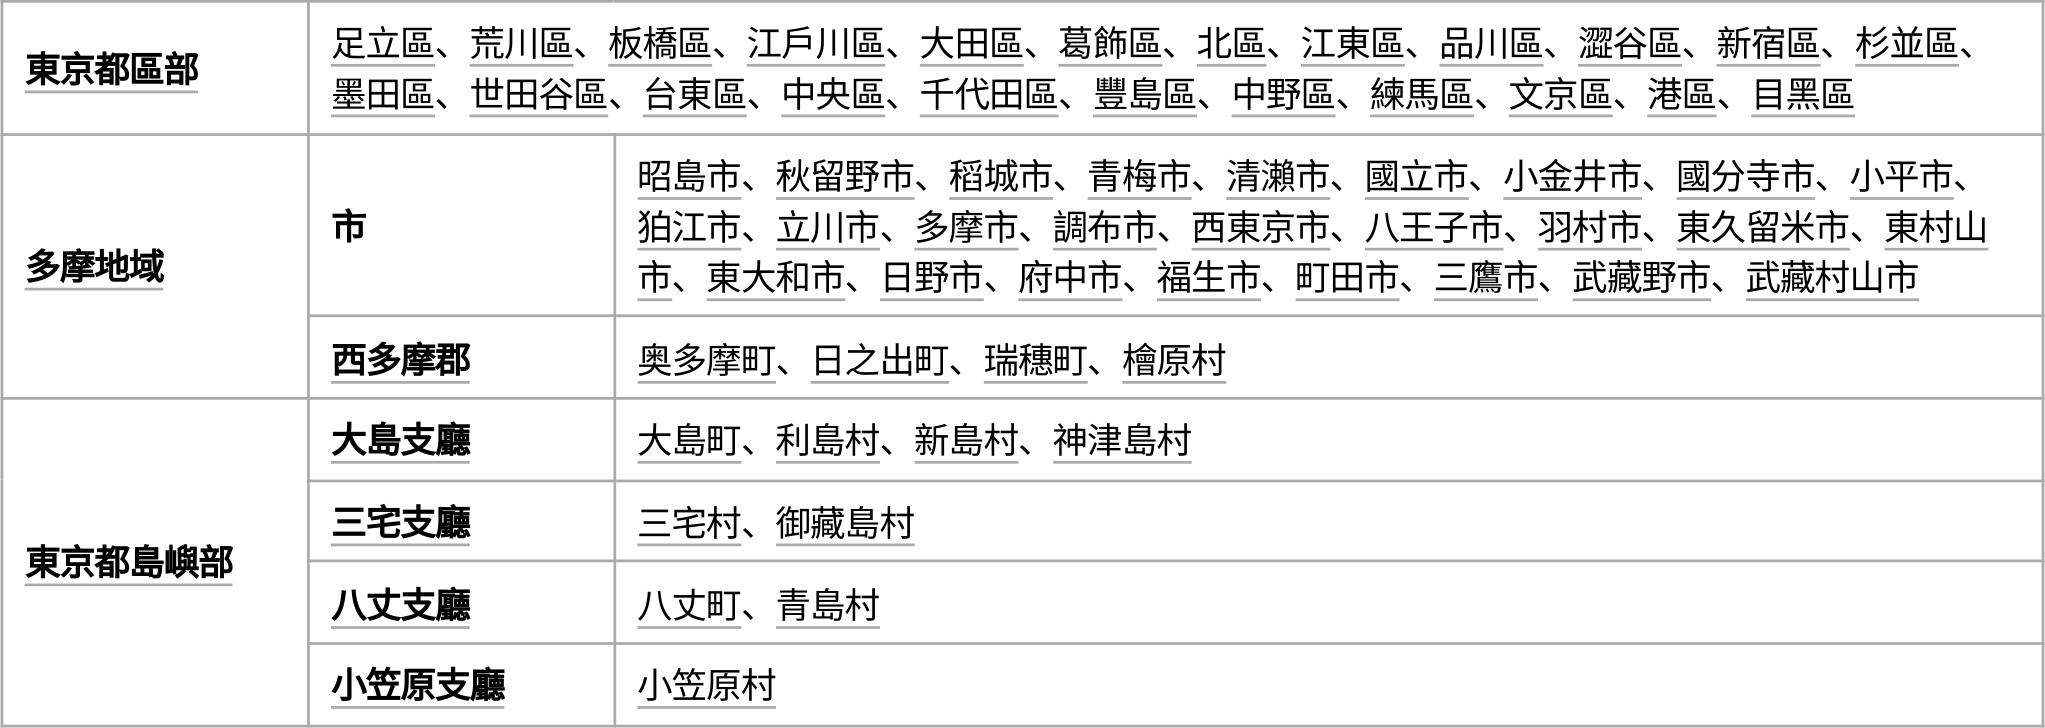 東京都區部
足立區、荒川區、板橋區、江戶川區、大田區、葛飾區、北區、江東區、品川區、澀谷區、新宿區、杉並區、
墨田區、世田谷區、台東區、中央區、千代田區、豐島區、中野區、練馬區、文京區、港區、目黑區
多摩地域
市
昭島市、秋留野市、稻城市、青梅市、清瀨市、國立市、小金井市、國分寺市、小平市、
狛江市、立川市、多摩市、調布市、西東京市、八王子市、羽村市、東久留米市、東村山
市、東大和市、日野市、府中市、福生市、町田市、三鷹市、武藏野市、武藏村山市
西多摩郡
奧多摩町、日之出町、瑞穗町、檜原村
東京都島嶼部
大島支廳
大島町、利島村、新島村、神津島村
三宅支廳
三宅村、御藏島村
八丈支廳
八丈町、青島村
小笠原支廳
小笠原村